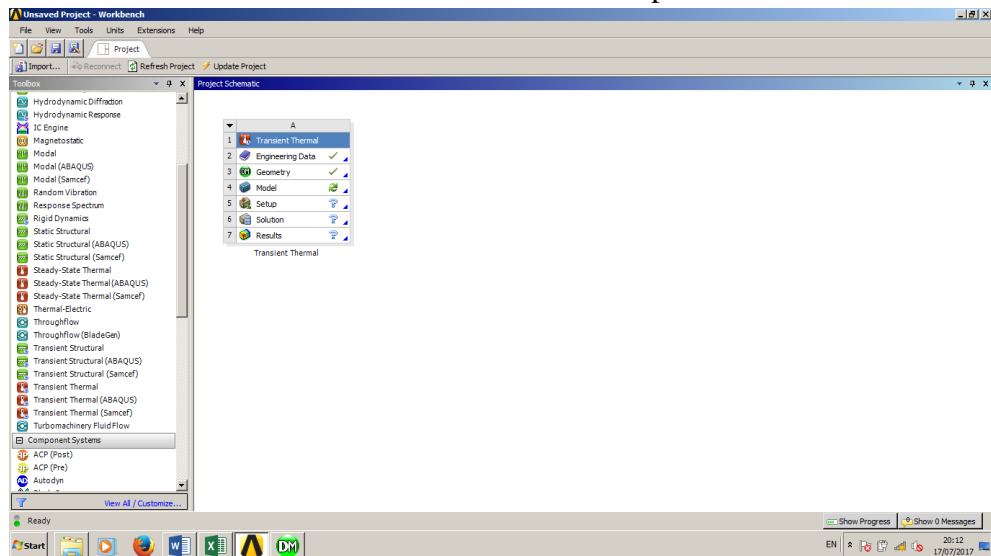 Unsaved Project - Workbench
File View Tools Units Extensions Help
Project
Import... Reconnect Refresh Project Update Project
Toolbox
Project Schematic
Hydrodynamic Diffraction
Hydrodynamic Response
IC Engine
Magnetostatic
Modal
Modal (ABAQUS)
Modal (Samcef)
Random Vibration
Response Spectrum
Rigid Dynamics
Static Structural
Static Structural (ABAQUS)
Static Structural (Samcef)
Steady-State Thermal
Steady-State Thermal (ABAQUS)
Steady-State Thermal (Samcef)
Thermal-Electric
Throughflow
Throughflow (BladeGen)
Transient Structural
Transient Structural (ABAQUS)
Transient Structural (Samcef)
Transient Thermal
Transient Thermal (ABAQUS)
Transient Thermal (Samcef)
Turbomachinery Fluid Flow
Component Systems
ACP (Post)
ACP (Pre)
Autodyn
View All / Customize...
A
1 Transient Thermal
2 Engineering Data
3 Geometry
4 Model
5 Setup
6 Solution
7 Results
Transient Thermal
Ready
Show Progress Show 0 Messages
Start
DM
EN
20:12
17/07/2017